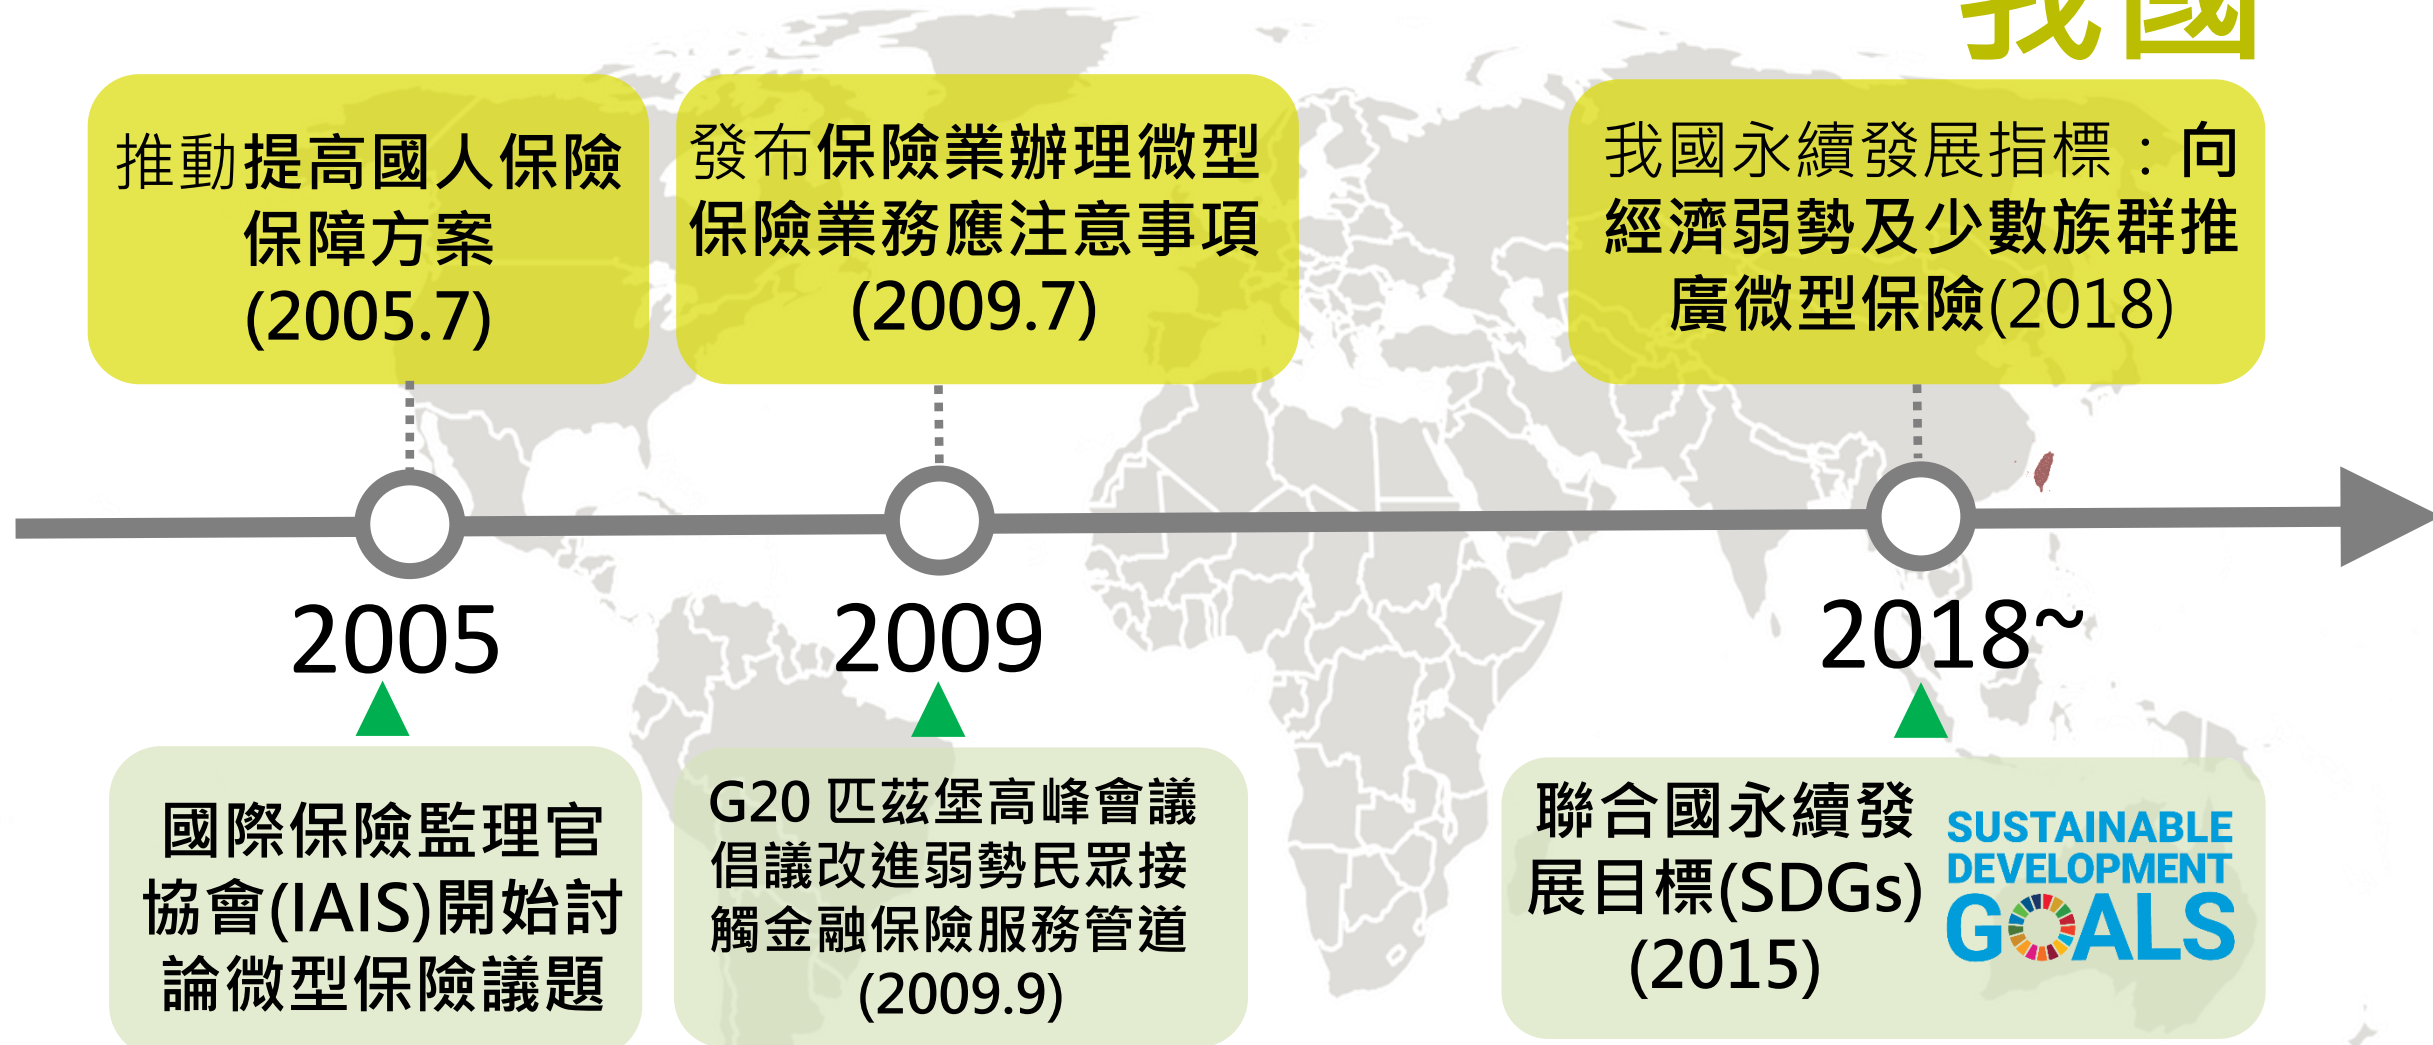 我國
推動提高國人保險
保障方案
(2005.7)
發布保險業辦理微型
保險業務應注意事項
(2009.7)
我國永續發展指標：向
經濟弱勢及少數族群推
廣微型保險(2018)
2005
2009
2018~
國際保險監理官
協會(IAIS)開始討
論微型保險議題
G20 匹茲堡高峰會議
倡議改進弱勢民眾接
觸金融保險服務管道
(2009.9)
聯合國永續發
展目標(SDGs)
(2015)
SUSTAINABLE
DEVELOPMENT
GOALS